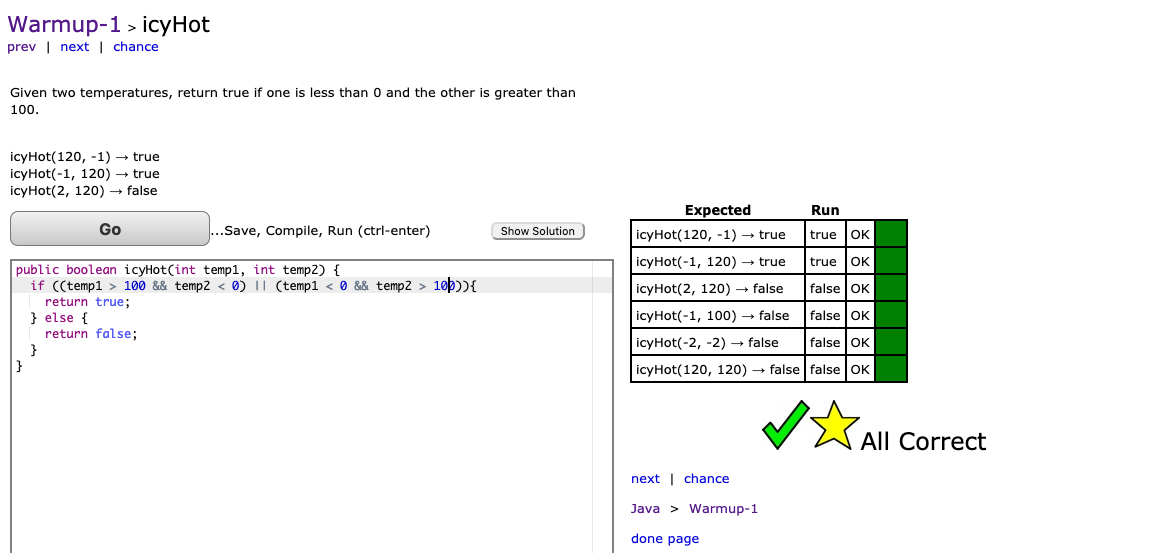 Warmup-1 > icyHot
prev | next | chance
Given two temperatures, return true if one is less than 0 and the other is greater than
100.
icyHot(120, -1) → true
icyHot(-1, 120) → true
icyHot(2, 120) → false
Go ...Save, Compile, Run (ctrl-enter) Show Solution
public boolean icyHot(int temp1, int temp2) {
  if ((temp1 > 100 && temp2 < 0) || (temp1 < 0 && temp2 > 100)){
    return true;
  } else {
    return false;
  }
}
Expected Run
icyHot(120, -1) → true true OK
icyHot(-1, 120) → true true OK
icyHot(2, 120) → false false OK
icyHot(-1, 100) → false false OK
icyHot(-2, -2) → false false OK
icyHot(120, 120) → false false OK
All Correct
next | chance
Java > Warmup-1
done page